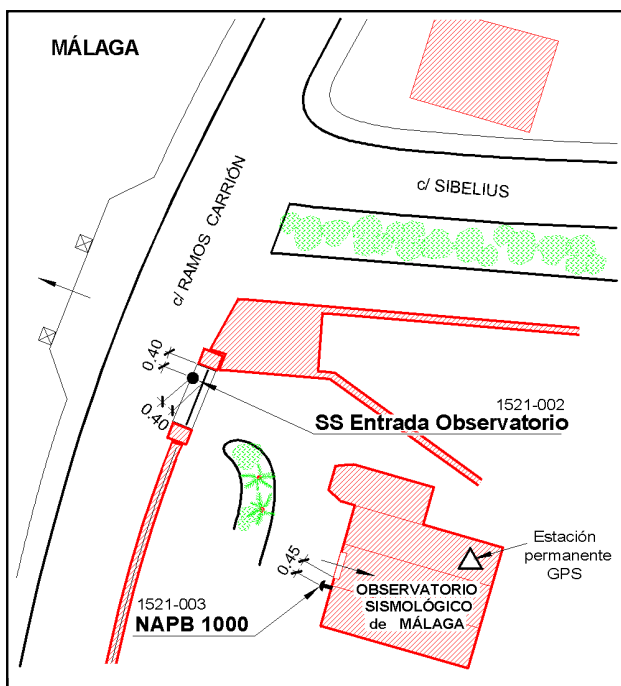 MÁLAGA
c/ SIBELIUS
c/ RAMOS CARRIÓN
0.40
0.40
1521-002
SS Entrada Observatorio
Estación
permanente
GPS
0.45
OBSERVATORIO
SISMOLÓGICO
de MÁLAGA
1521-003
NAPB 1000